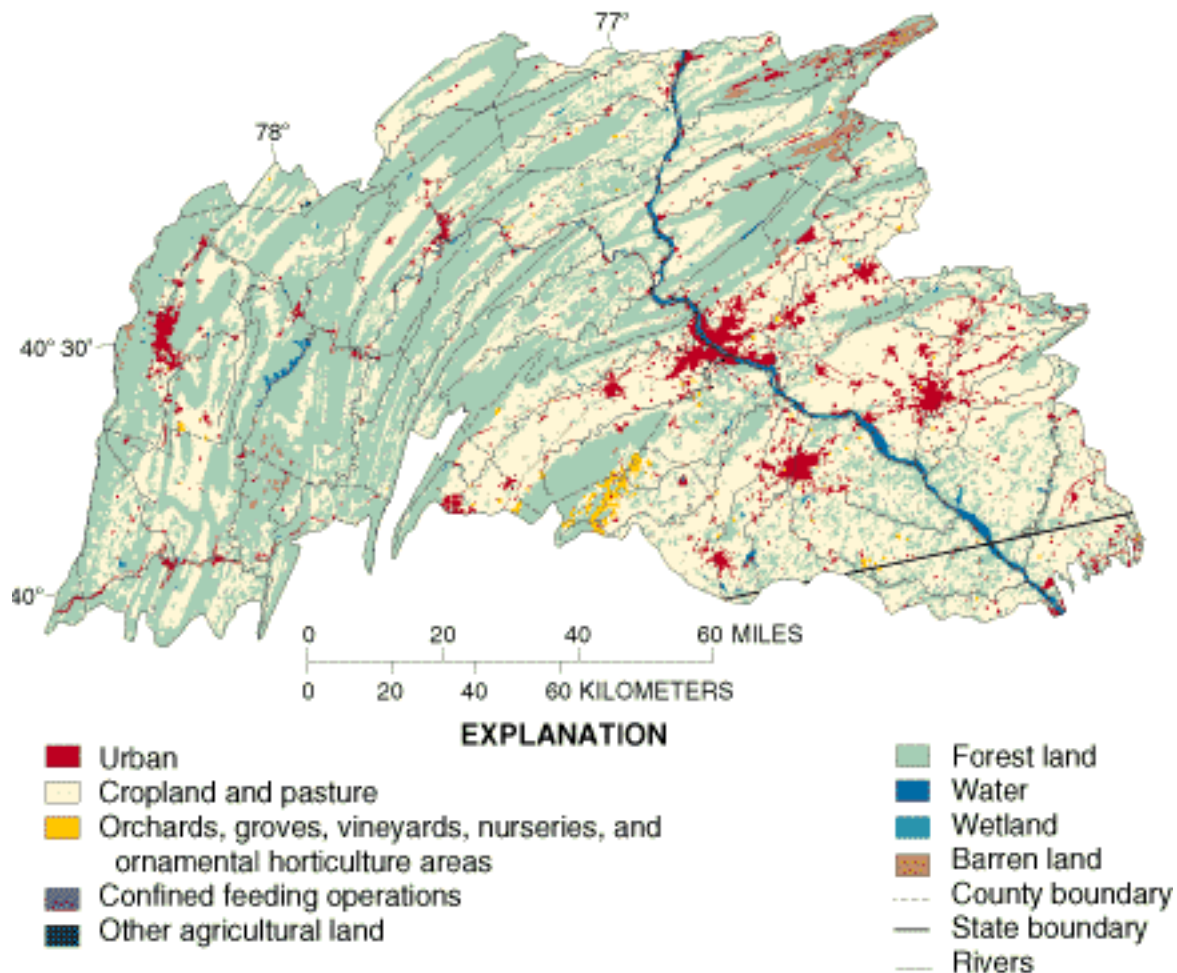 77°
78°
40° 30'
40°
0 20 40 60 MILES
0 20 40 60 KILOMETERS
EXPLANATION
Urban
Cropland and pasture
Orchards, groves, vineyards, nurseries, and
ornamental horticulture areas
Confined feeding operations
Other agricultural land
Forest land
Water
Wetland
Barren land
County boundary
State boundary
Rivers